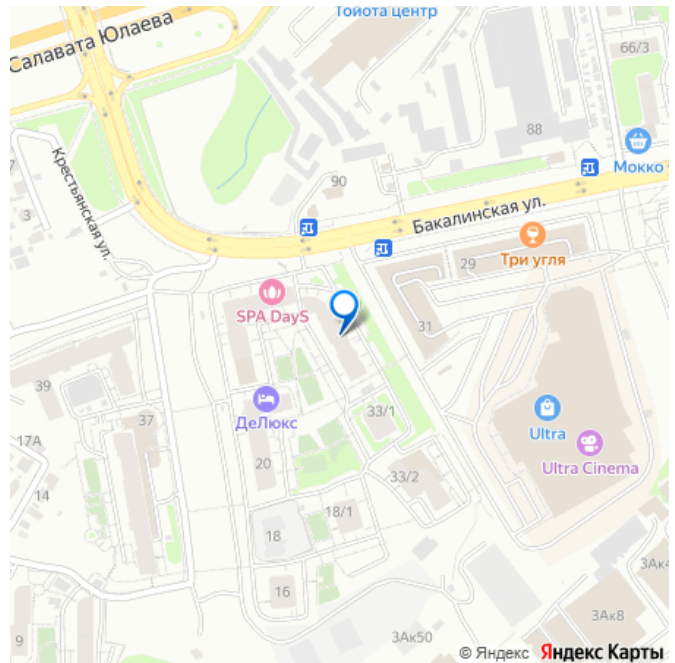 Тойота центр
Салавата Юлаева
66/3
88
Мокко
7
Крестьянская ул.
3
90
Бакалинская ул.
Три угля
29
SPA DayS
31
39
ДеЛюкс
33/1
37
Ultra
17А
Ultra Cinema
20
33/2
14
18/1
18
3Ак4
16
3Ак8
3Ак50
9
© Яндекс Яндекс Карты